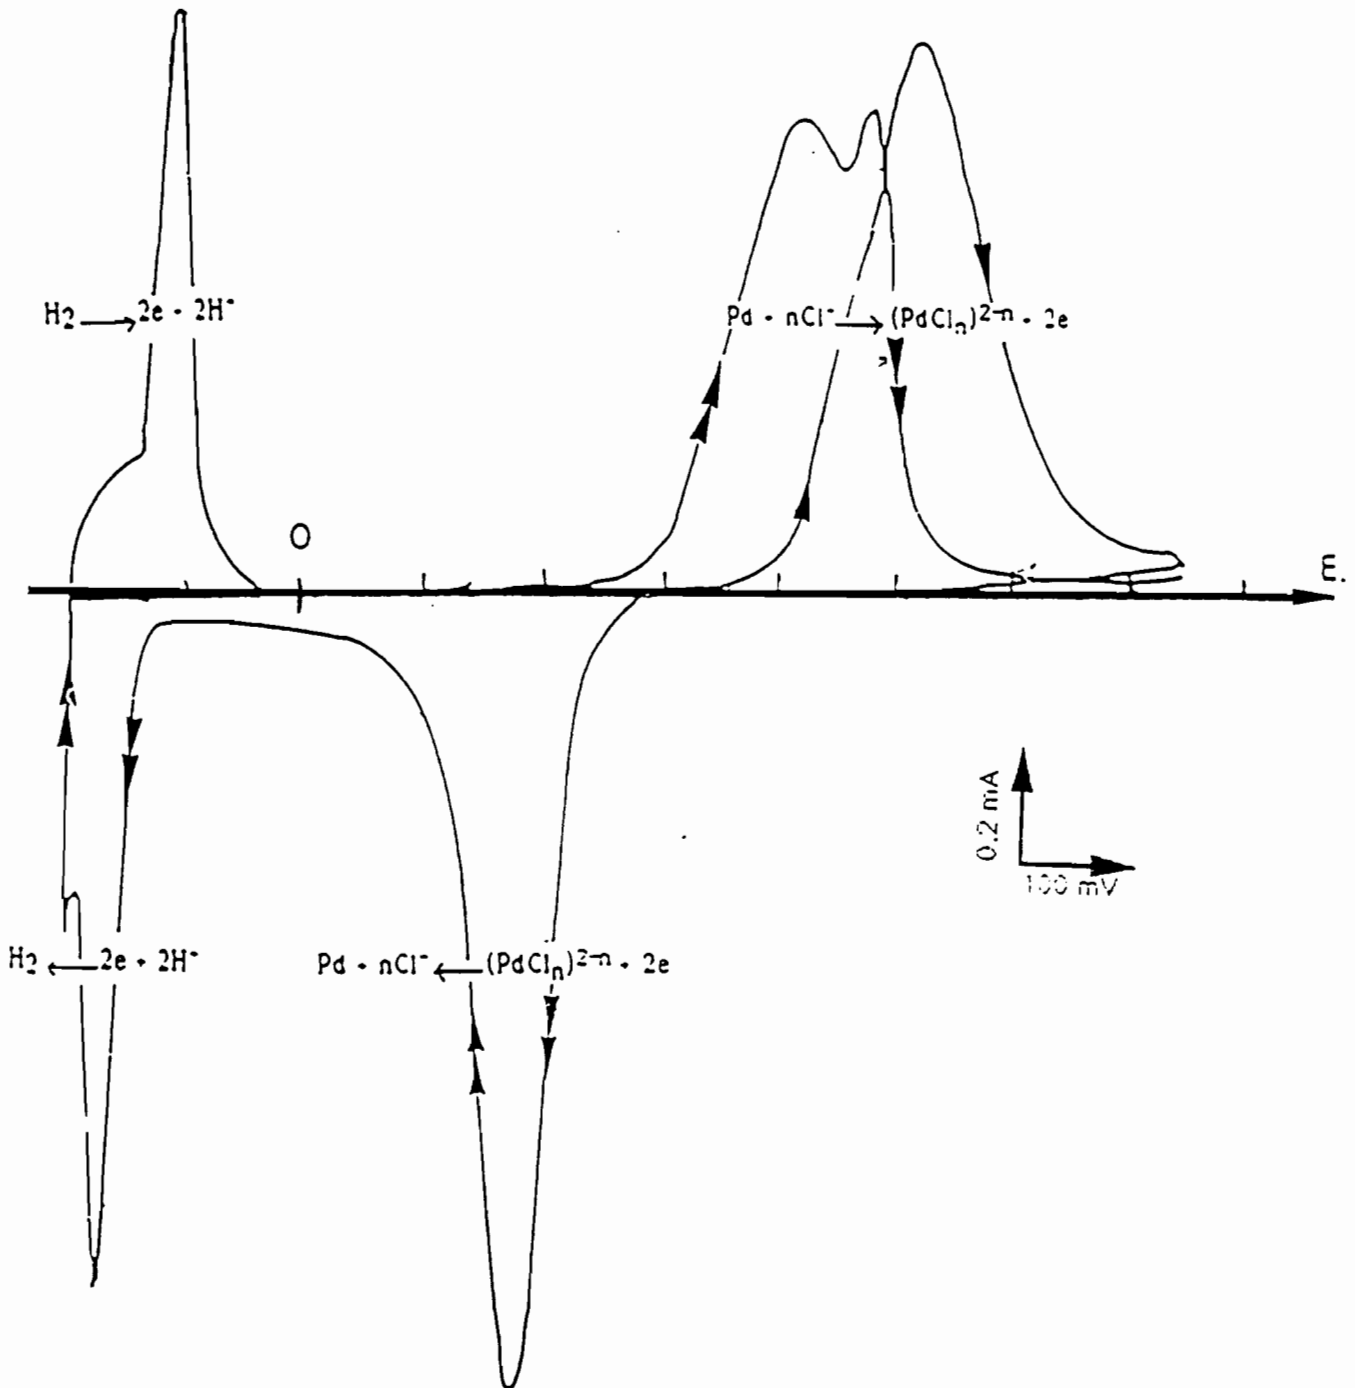 H₂ → 2e - 2H⁺
Pd - nCl⁻ → (PdClₙ)²⁻ⁿ - 2e
O
E.
0.2 mA
100 mV
H₂ ← 2e + 2H⁺
Pd + nCl⁻ ← (PdClₙ)²⁻ⁿ + 2e